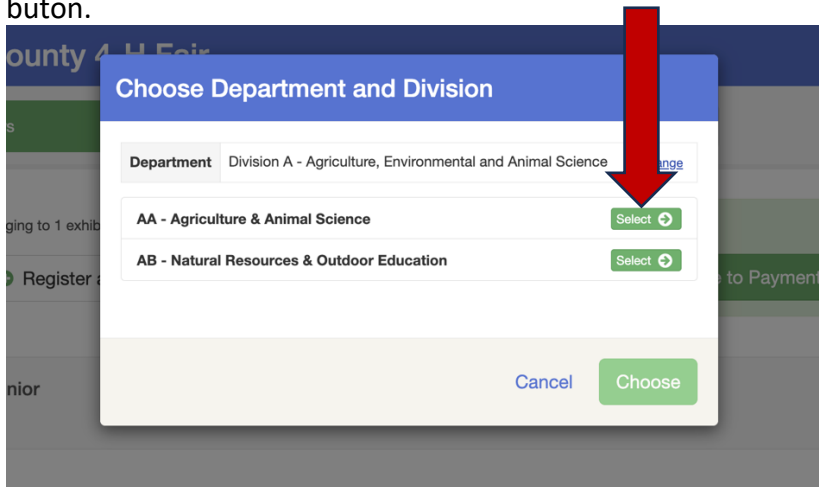 buton.
ounty 4-H Fair
Choose Department and Division
s
Department Division A - Agriculture, Environmental and Animal Science ange
AA - Agriculture & Animal Science Select
ging to 1 exhib
AB - Natural Resources & Outdoor Education Select
Register a
e to Payment
Cancel Choose
nior